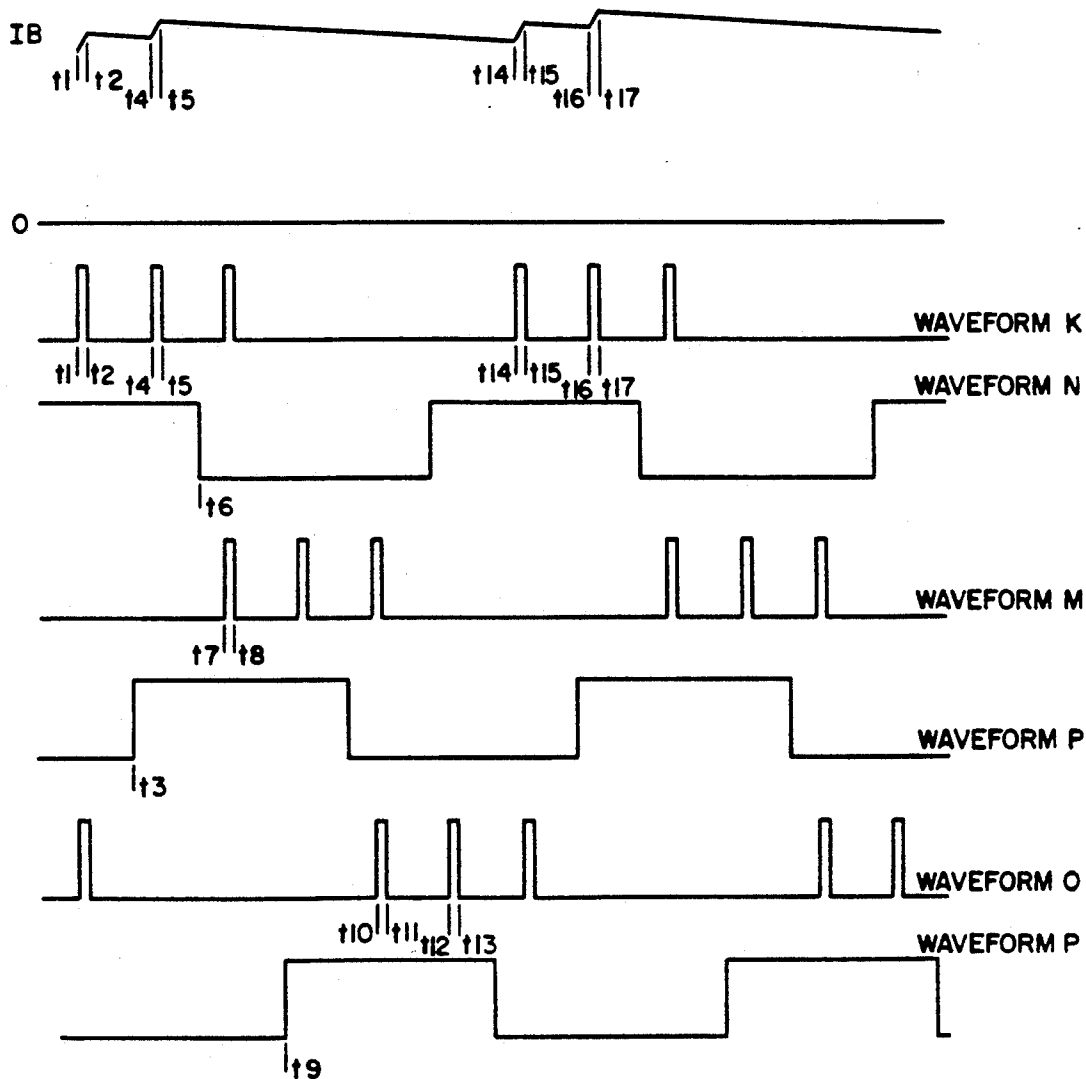 IB
t1 t2
t4 t5
t14 t15
t16 t17
O
WAVEFORM K
t1 t2 t4 t5
t14 t15
t16 t17
WAVEFORM N
t6
WAVEFORM M
t7 t8
WAVEFORM P
t3
WAVEFORM O
t10 t11 t12 t13
WAVEFORM P
t9